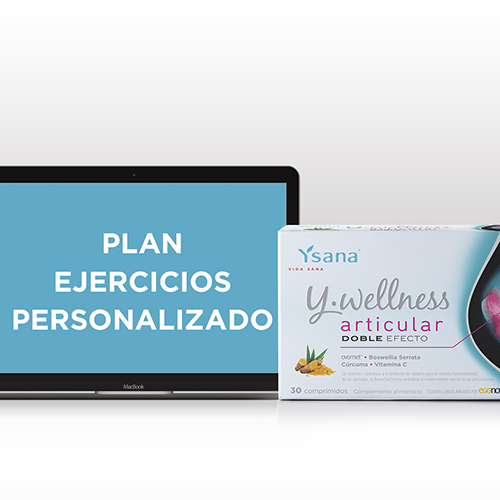 PLAN
EJERCICIOS
PERSONALIZADO
MacBook
Ysana
VIDA SANA
y·wellness
articular
DOBLE EFECTO
ovomet • Boswellia Serrata
Cúrcuma • Vitamina C
30 comprimidos
Complemento alimenticio